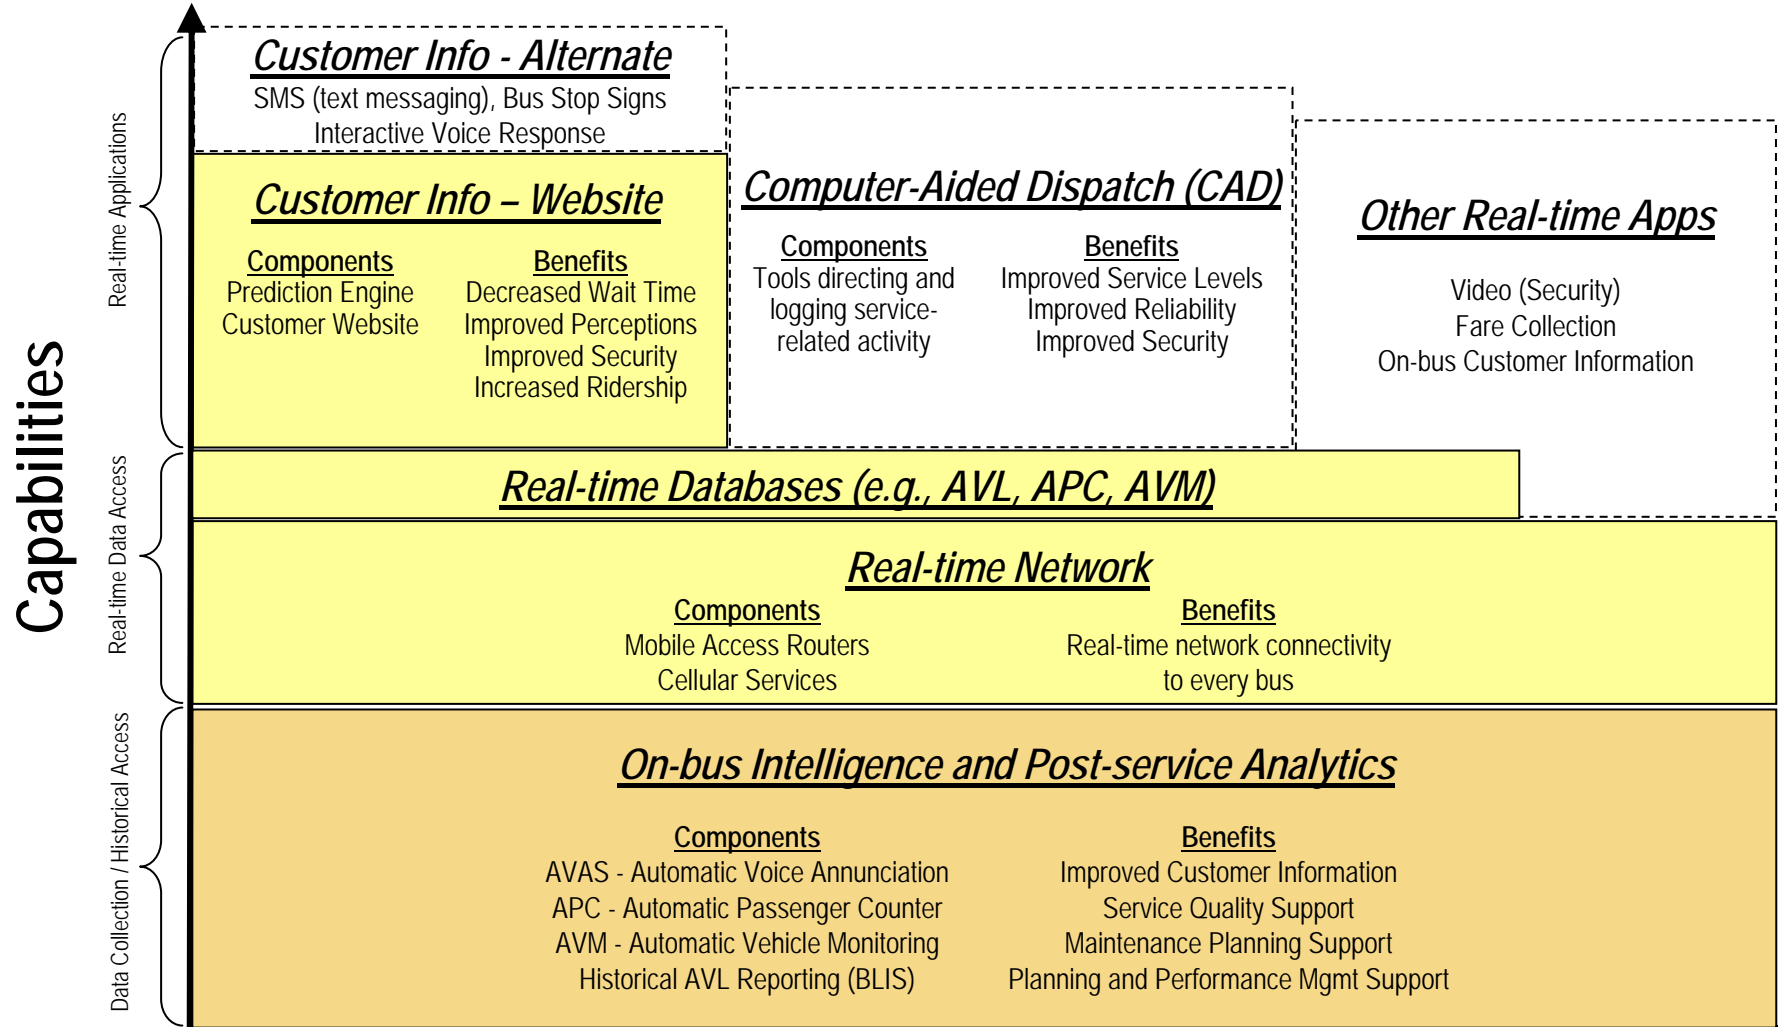 Capabilities
Real-time Applications
Customer Info - Alternate
SMS (text messaging), Bus Stop Signs
Interactive Voice Response
Customer Info – Website
Components
Prediction Engine
Customer Website
Benefits
Decreased Wait Time
Improved Perceptions
Improved Security
Increased Ridership
Computer-Aided Dispatch (CAD)
Components
Tools directing and
logging service-
related activity
Benefits
Improved Service Levels
Improved Reliability
Improved Security
Other Real-time Apps
Video (Security)
Fare Collection
On-bus Customer Information
Real-time Data Access
Real-time Databases (e.g., AVL, APC, AVM)
Real-time Network
Components
Mobile Access Routers
Cellular Services
Benefits
Real-time network connectivity
to every bus
Data Collection / Historical Access
On-bus Intelligence and Post-service Analytics
Components
AVAS - Automatic Voice Annunciation
APC - Automatic Passenger Counter
AVM - Automatic Vehicle Monitoring
Historical AVL Reporting (BLIS)
Benefits
Improved Customer Information
Service Quality Support
Maintenance Planning Support
Planning and Performance Mgmt Support